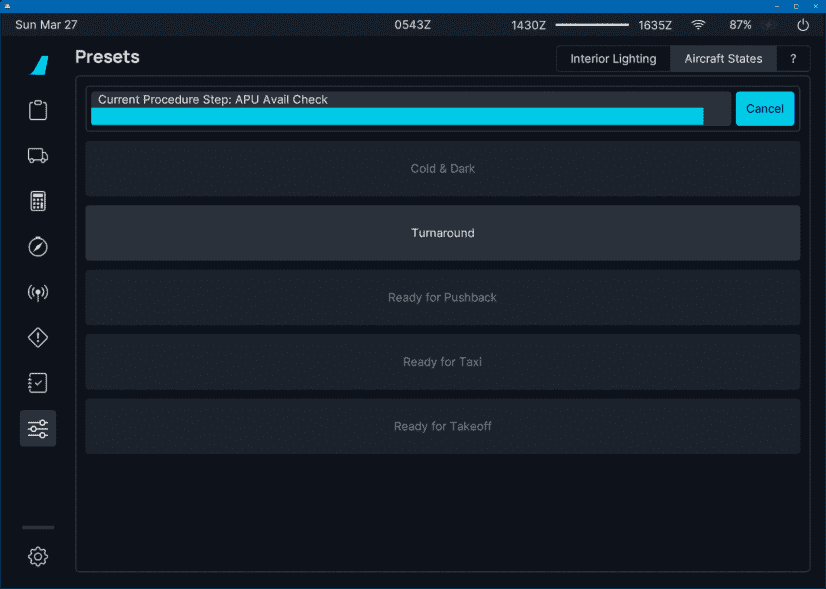 Sun Mar 27 0543Z 1430Z 1635Z 87%
Presets
Interior Lighting Aircraft States ?
Current Procedure Step: APU Avail Check
Cancel
Cold & Dark
Turnaround
Ready for Pushback
Ready for Taxi
Ready for Takeoff